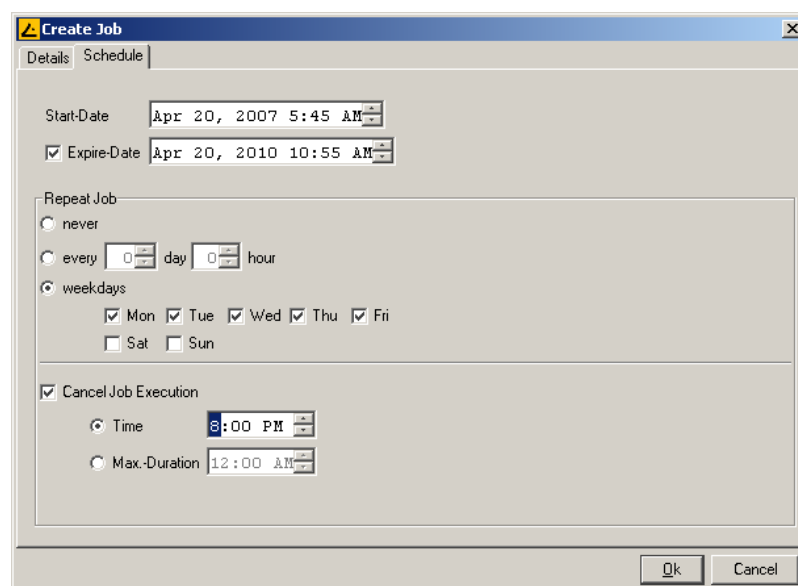 Create Job
Details Schedule
Start-Date Apr 20, 2007 5:45 AM
Expire-Date Apr 20, 2010 10:55 AM
Repeat Job
never
every 0 day 0 hour
weekdays
Mon Tue Wed Thu Fri
Sat Sun
Cancel Job Execution
Time 8:00 PM
Max.-Duration 12:00 AM
Ok Cancel